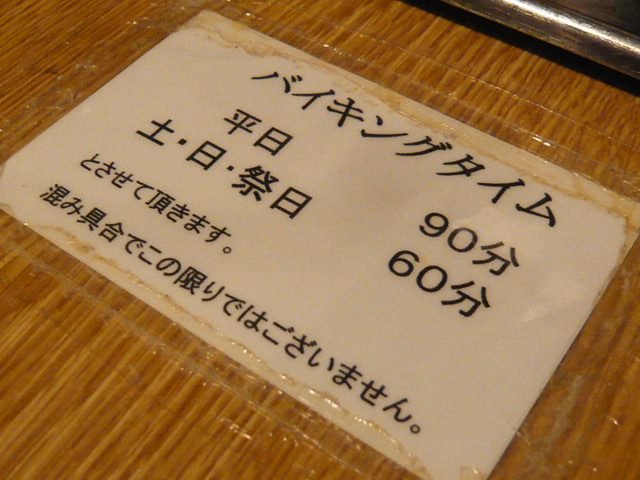 バイキングタイム
平日 90分
土・日・祭日 60分
とさせて頂きます。
混み具合でこの限りではございません。